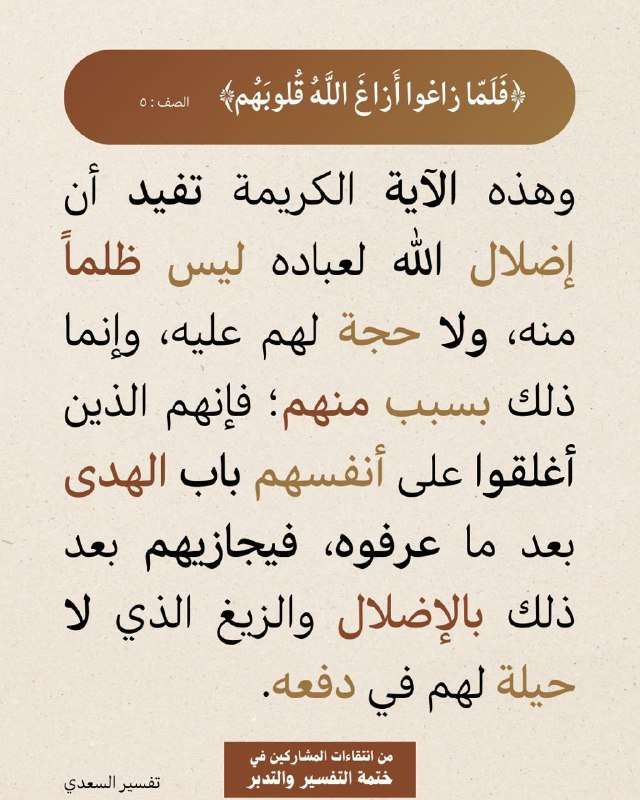 ﴿فَلَمّا زاغوا أَزاغَ اللَّهُ قُلوبَهُم﴾ الصف : ٥
وهذه الآية الكريمة تفيد أن
إضلال الله لعباده ليس ظلماً
منه، ولا حجة لهم عليه، وإنما
ذلك بسبب منهم؛ فإنهم الذين
أغلقوا على أنفسهم باب الهدى
بعد ما عرفوه، فيجازيهم بعد
ذلك بالإضلال والزيغ الذي لا
حيلة لهم في دفعه.
من انتقاءات المشاركين في
ختمة التفسير والتدبر
تفسير السعدي